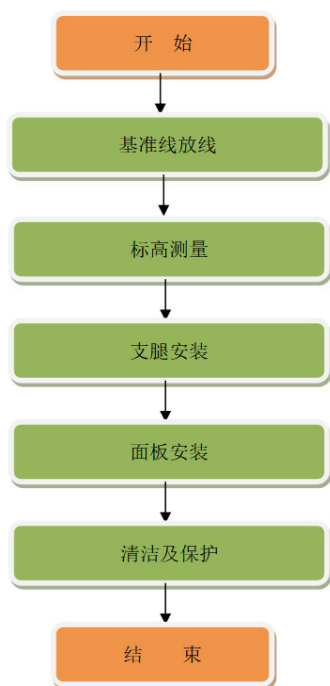 开 始
基准线放线
标高测量
支腿安装
面板安装
清洁及保护
结 束